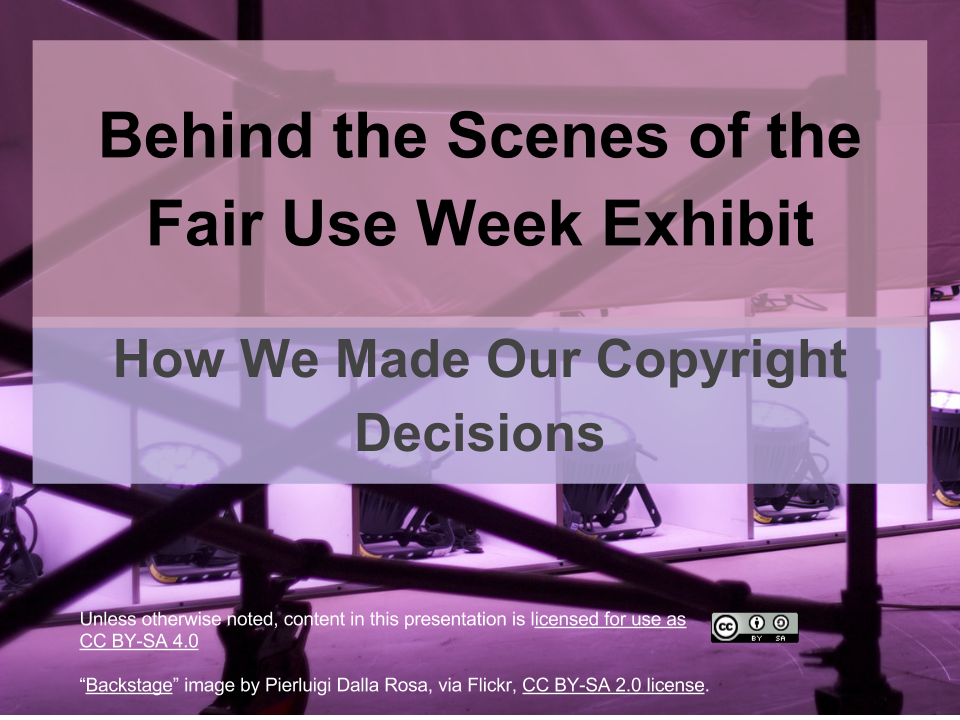 Behind the Scenes of the
Fair Use Week Exhibit
How We Made Our Copyright
Decisions
Unless otherwise noted, content in this presentation is licensed for use as
CC BY-SA 4.0
cc BY SA
“Backstage” image by Pierluigi Dalla Rosa, via Flickr, CC BY-SA 2.0 license.